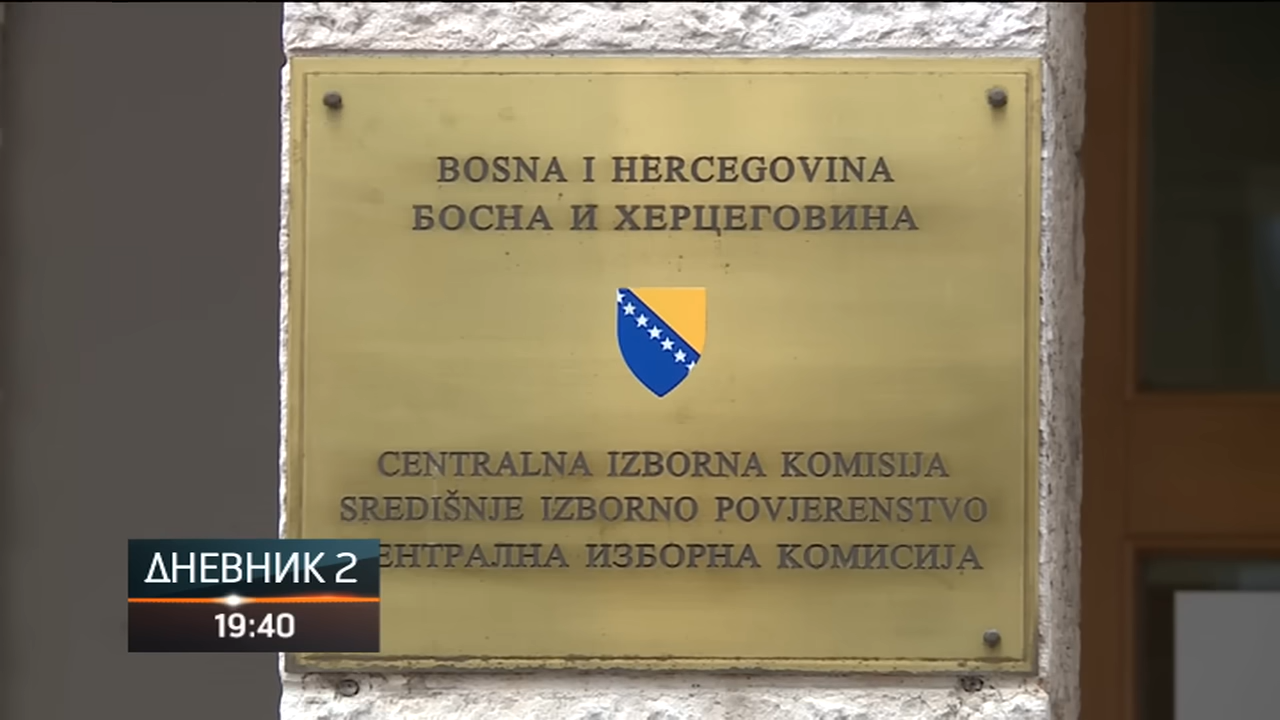 BOSNA I HERCEGOVINA
БОСНА И ХЕРЦЕГОВИНА
CENTRALNA IZBORNA KOMISIJA
SREDIŠNJE IZBORNO POVJERENSTVO
ЕНТРАЛНА ИЗБОРНА КОМИСИЈА
ДНЕВНИК 2
19:40